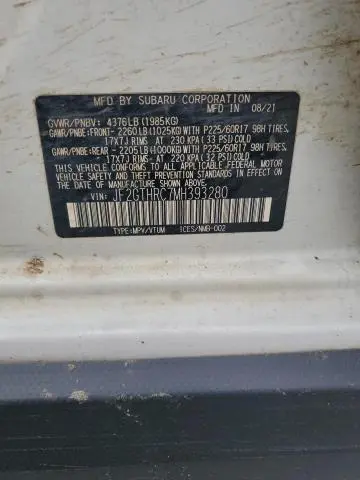 MFD BY SUBARU CORPORATION 08/21
GVWR/PNBV: 4376LB(1985KG)
GAWR/PNBE:FRONT- 2260LB(1025KG)WITH P225/60R17 98H TIRES,
17X7J RIMS AT 230 KPA(33 PSI)COLD
GAWR/PNBE:REAR - 2205LB(1000KG)WITH P225/60R17 98H TIRES,
17X7J RIMS AT 220 KPA(32 PSI)COLD
THIS VEHICLE CONFORMS TO ALL APPLICABLE
FEDERAL MOTOR VEHICLE SAFETY, BUMPER, AND
THEFT PREVENTION STANDARDS IN EFFECT ON THE
DATE OF MANUFACTURE SHOWN ABOVE.
VIN: JF2GTHRC7MH393280
TYPE:MPV/VTUM ICES/NMB-002